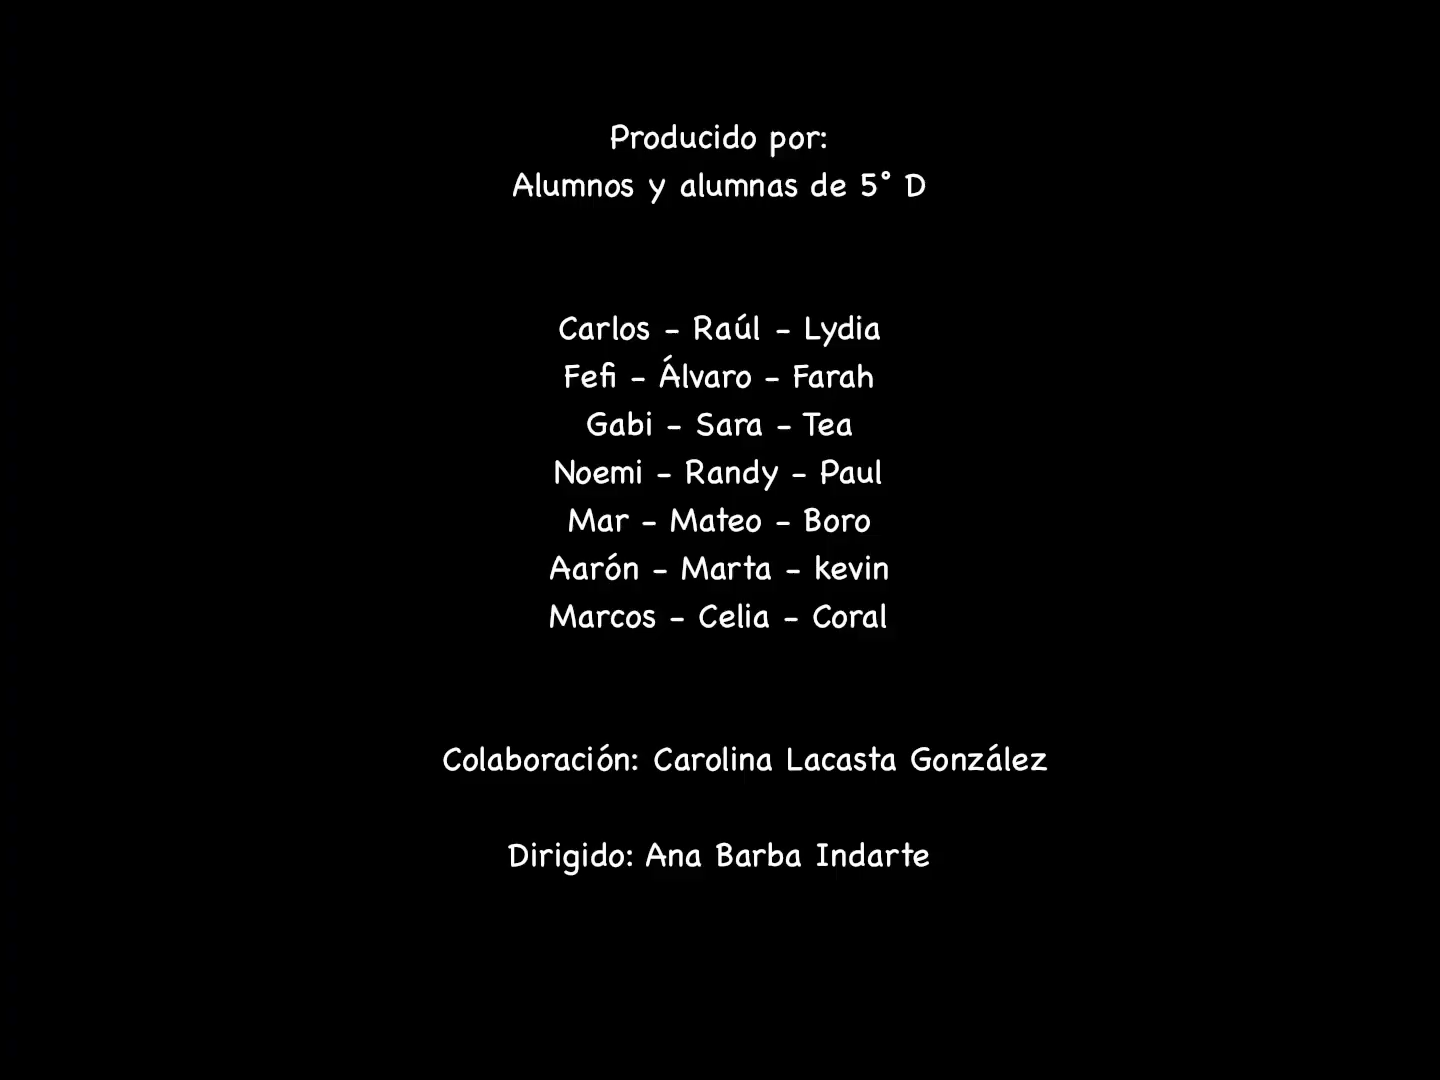 Producido por:
Alumnos y alumnas de 5° D
Carlos - Raúl - Lydia
Fefi - Álvaro - Farah
Gabi - Sara - Tea
Noemi - Randy - Paul
Mar - Mateo - Boro
Aarón - Marta - kevin
Marcos - Celia - Coral
Colaboración: Carolina Lacasta González
Dirigido: Ana Barba Indarte